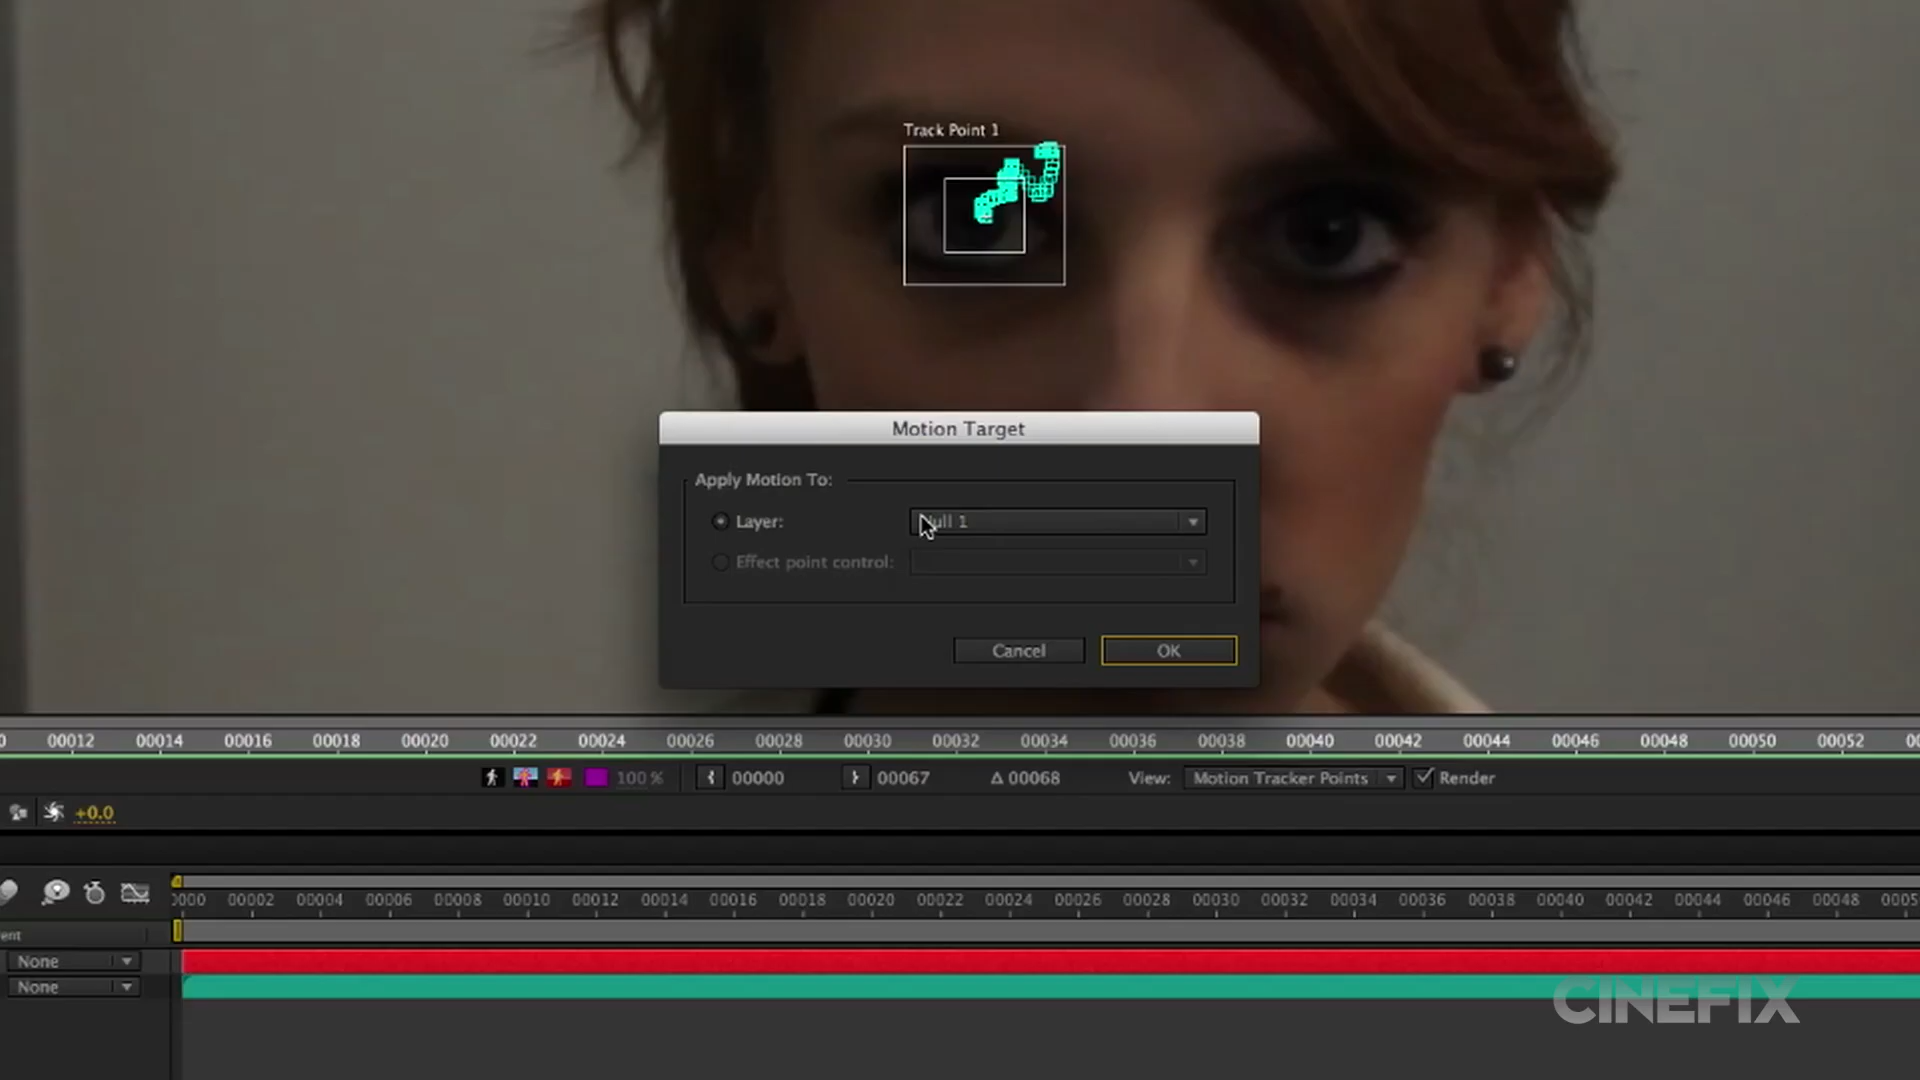 Track Point 1
Motion Target
Apply Motion To:
Layer:
Null 1
Effect point control:
Cancel
OK
00012 00014 00016 00018 00020 00022 00024 00026 00028 00030 00032 00034 00036 00038 00040 00042 00044 00046 00048 00050 00052
100 % 00000 00067 Δ 00068 View: Motion Tracker Points Render
+0.0
0000 00002 00004 00006 00008 00010 00012 00014 00016 00018 00020 00022 00024 00026 00028 00030 00032 00034 00036 00038 00040 00042 00044 00046 00048
None
None
CINEFIX